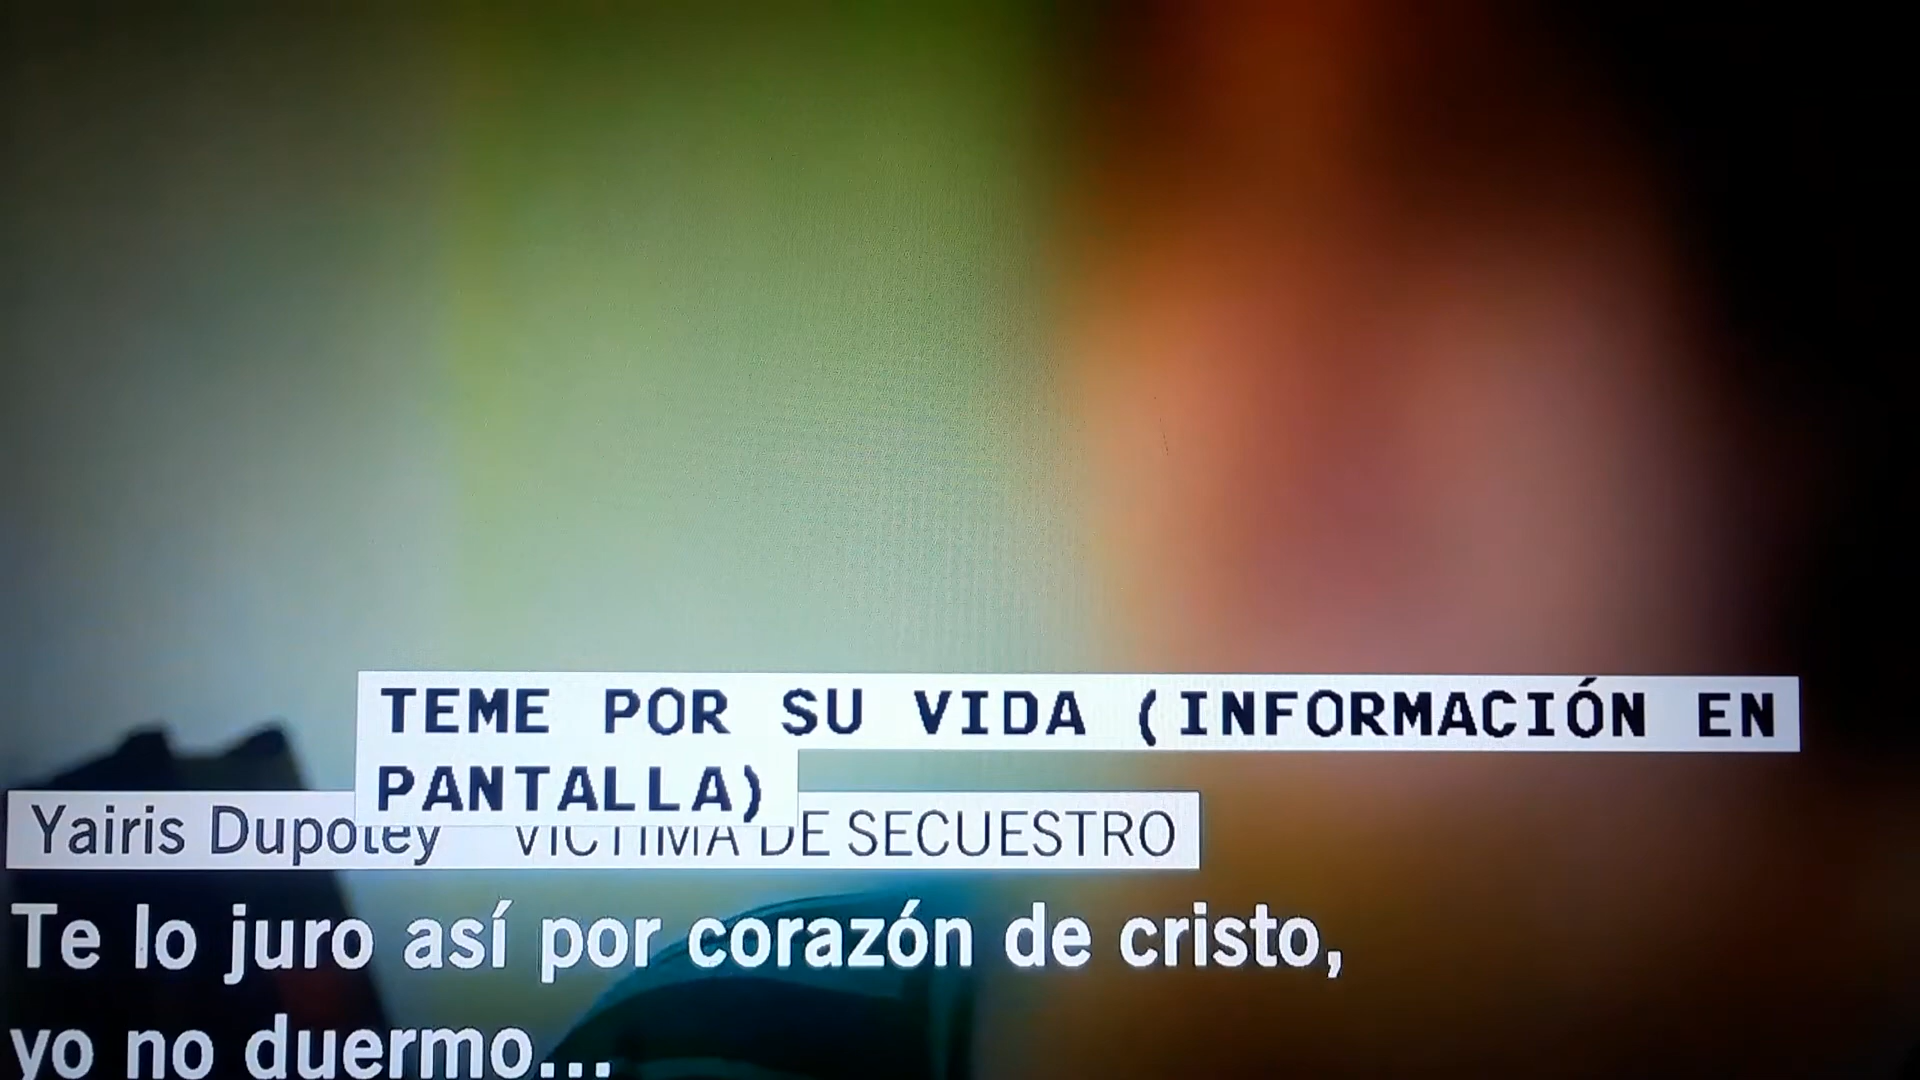 TEME POR SU VIDA (INFORMACIÓN EN
PANTALLA)
Yairis Dupotey VÍCTIMA DE SECUESTRO
Te lo juro así por corazón de cristo,
yo no duermo...